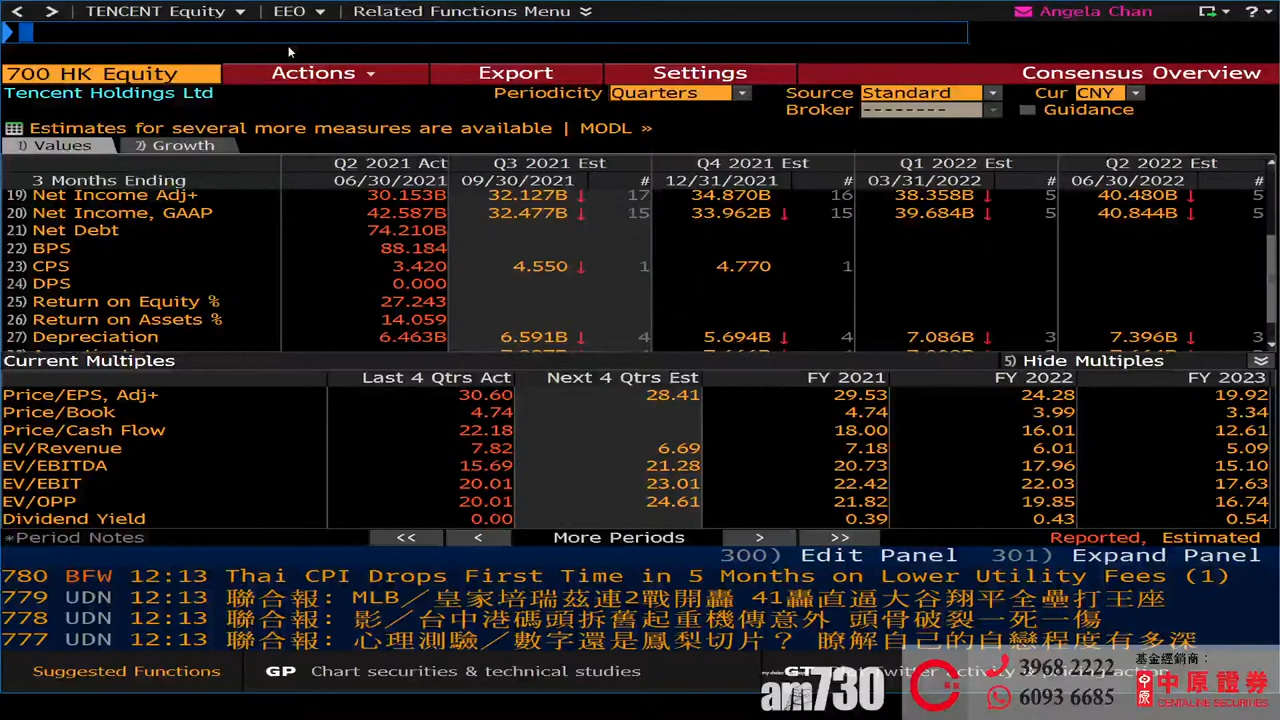 < > TENCENT Equity EEO Related Functions Menu Angela Chan ?
700 HK Equity Actions Export Settings Consensus Overview
Tencent Holdings Ltd Periodicity Quarters Source Standard Cur CNY
Broker -------- Guidance
Estimates for several more measures are available | MODL »
1) Values 2) Growth
Q2 2021 Act Q3 2021 Est Q4 2021 Est Q1 2022 Est Q2 2022 Est
3 Months Ending 06/30/2021 09/30/2021 # 12/31/2021 # 03/31/2022 # 06/30/2022 #
19) Net Income Adj+ 30.153B 32.127B ↓ 17 34.870B 16 38.358B ↓ 5 40.480B ↓ 5
20) Net Income, GAAP 42.587B 32.477B ↓ 15 33.962B ↓ 15 39.684B ↓ 5 40.844B ↓ 5
21) Net Debt 74.210B
22) BPS 88.184
23) CPS 3.420 4.550 ↓ 1 4.770 1
24) DPS 0.000
25) Return on Equity % 27.243
26) Return on Assets % 14.059
27) Depreciation 6.463B 6.591B ↓ 4 5.694B ↓ 4 7.086B ↓ 3 7.396B ↓ 3
Current Multiples 5) Hide Multiples
Last 4 Qtrs Act Next 4 Qtrs Est FY 2021 FY 2022 FY 2023
Price/EPS, Adj+ 30.60 28.41 29.53 24.28 19.92
Price/Book 4.74 4.74 3.99 3.34
Price/Cash Flow 22.18 18.00 16.01 12.61
EV/Revenue 7.82 6.69 7.18 6.01 5.09
EV/EBITDA 15.69 21.28 20.73 17.96 15.10
EV/EBIT 20.01 23.01 22.42 22.03 17.63
EV/OPP 20.01 24.61 21.82 19.85 16.74
Dividend Yield 0.00 0.39 0.43 0.54
*Period Notes << < More Periods > >> Reported, Estimated
300) Edit Panel 301) Expand Panel
780 BFW 12:13 Thai CPI Drops First Time in 5 Months on Lower Utility Fees (1)
779 UDN 12:13 聯合報: MLB／皇家培瑞茲連2戰開轟 41轟直逼大谷翔平全壘打王座
778 UDN 12:13 聯合報: 影／台中港碼頭拆舊起重機傳意外 頭骨破裂一死一傷
777 UDN 12:13 聯合報: 心理測驗／數字還是鳳梨切片？ 瞭解自己的自戀程度有多深
Suggested Functions GP Chart securities & technical studies GT
am730
3968 2222
6093 6685
基金經銷商：
中原證券
CENTALINE SECURITIES